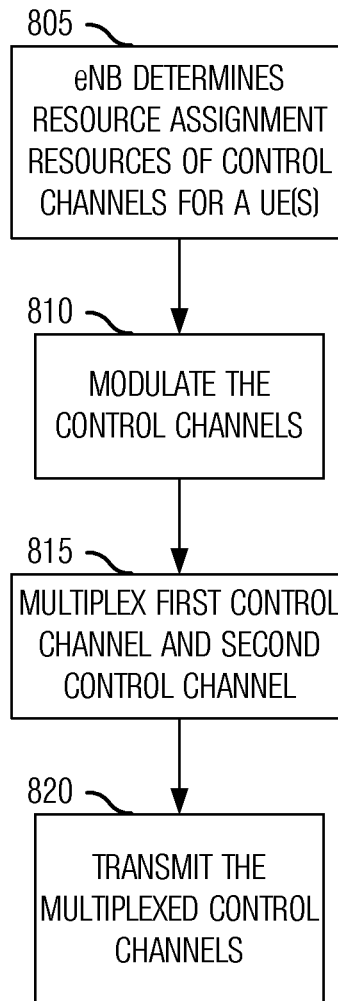 805
eNB DETERMINES
RESOURCE ASSIGNMENT
RESOURCES OF CONTROL
CHANNELS FOR A UE(S)
810
MODULATE THE
CONTROL CHANNELS
815
MULTIPLEX FIRST CONTROL
CHANNEL AND SECOND
CONTROL CHANNEL
820
TRANSMIT THE
MULTIPLEXED CONTROL
CHANNELS